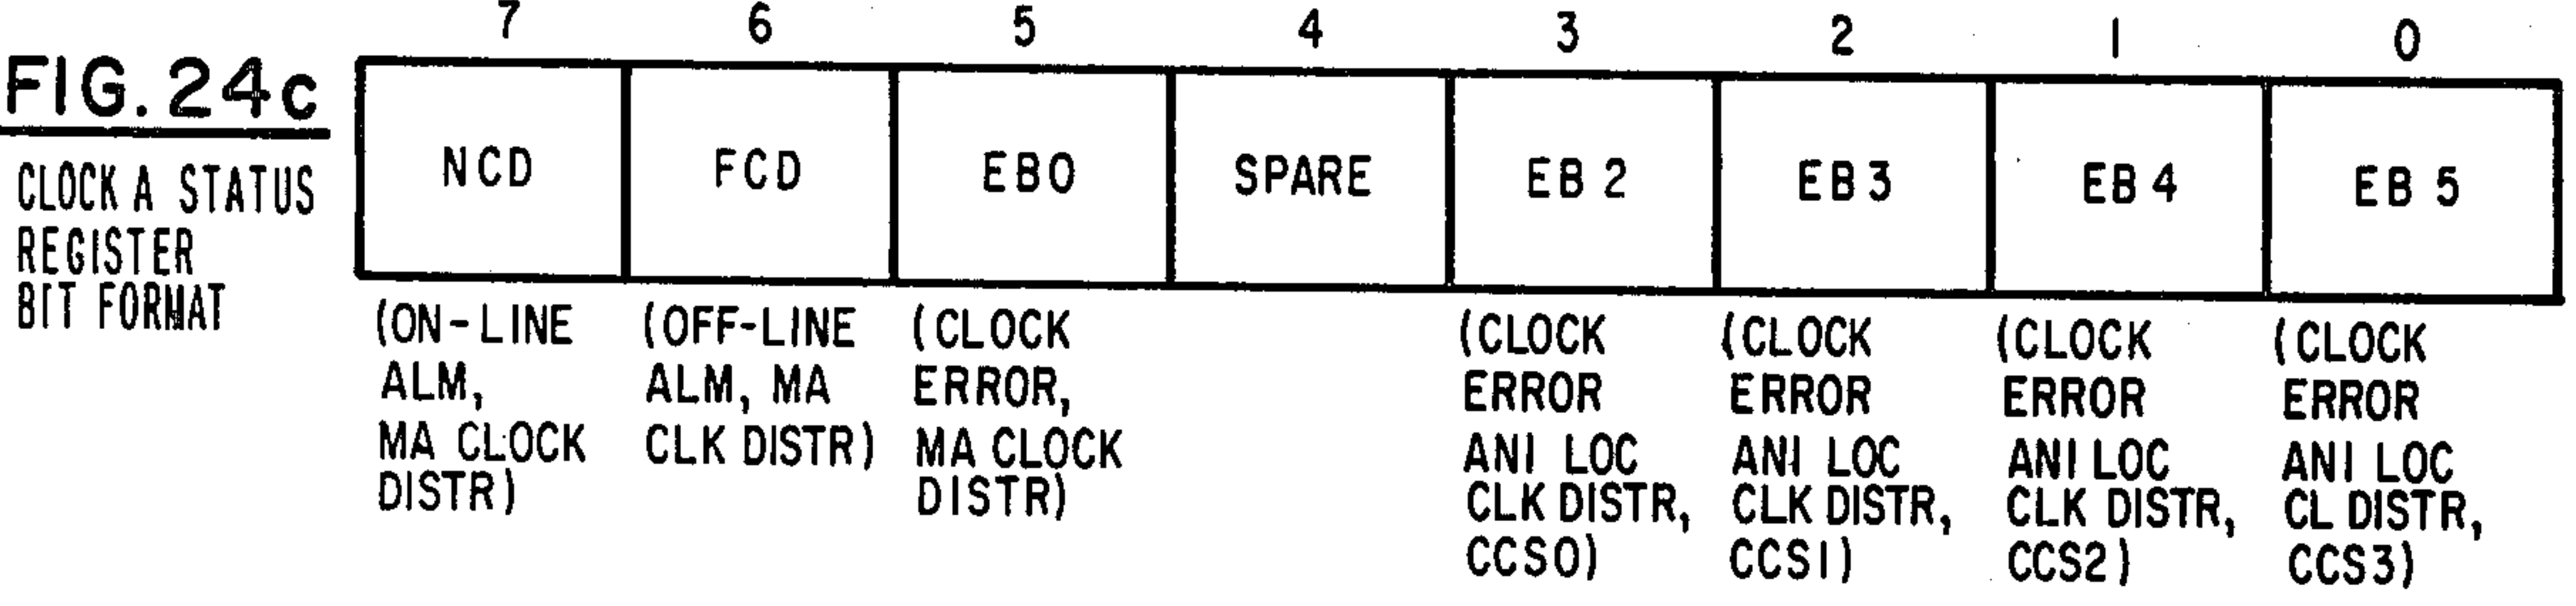 7 6 5 4 3 2 1 0
FIG. 24c
CLOCK A STATUS
REGISTER
BIT FORMAT
NCD FCD EBO SPARE EB 2 EB 3 EB 4 EB 5
(ON-LINE
ALM,
MA CLOCK
DISTR)
(OFF-LINE
ALM, MA
CLK DISTR)
(CLOCK
ERROR,
MA CLOCK
DISTR)
(CLOCK
ERROR
ANI LOC
CLK DISTR,
CCS0)
(CLOCK
ERROR
ANI LOC
CLK DISTR,
CCS1)
(CLOCK
ERROR
ANI LOC
CLK DISTR,
CCS2)
(CLOCK
ERROR
ANI LOC
CL DISTR,
CCS3)